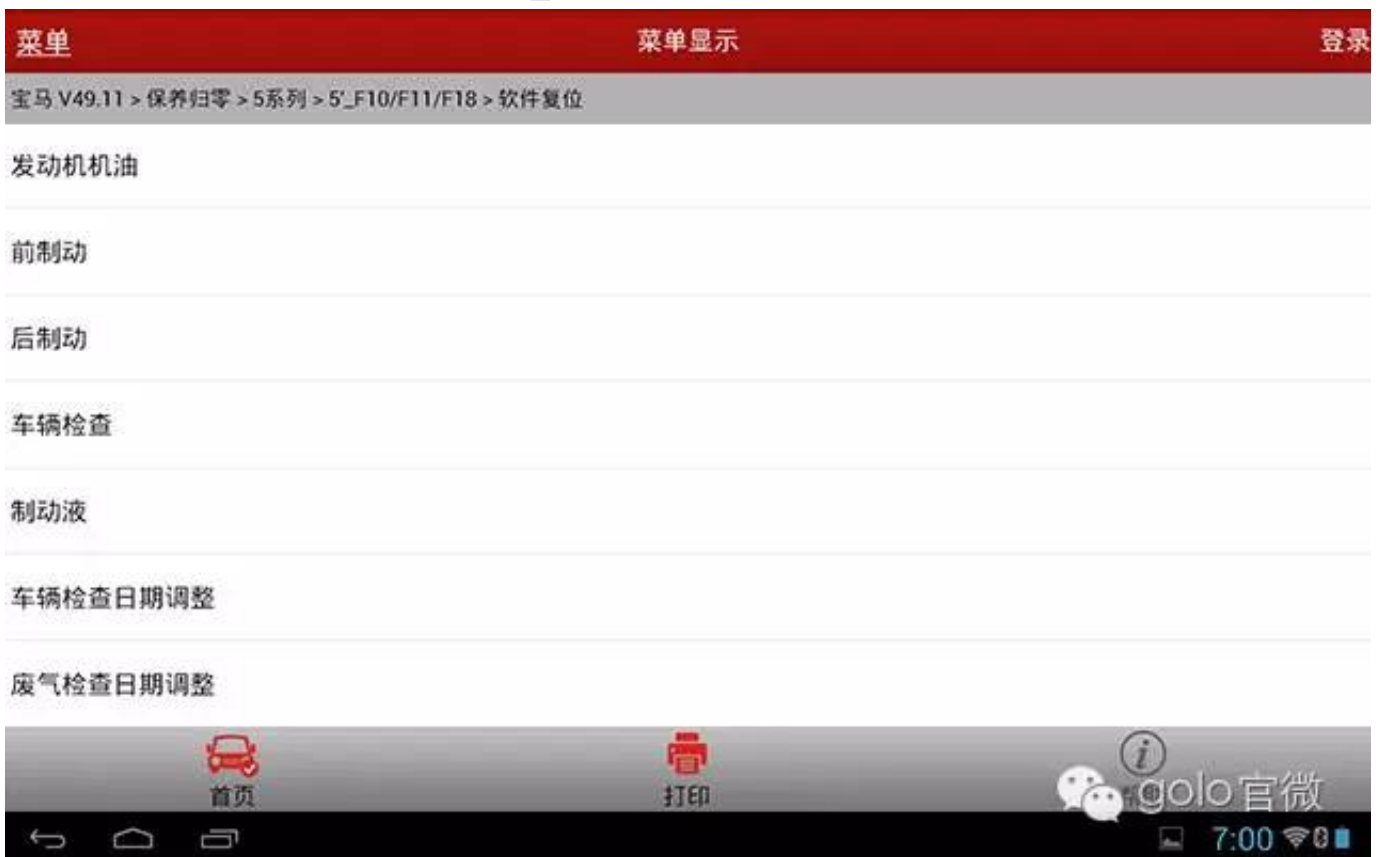 菜单 菜单显示 登录
宝马 V49.11 > 保养归零 > 5系列 > 5'_F10/F11/F18 > 软件复位
发动机机油
前制动
后制动
车辆检查
制动液
车辆检查日期调整
废气检查日期调整
首页 打印
golo官微
7:00